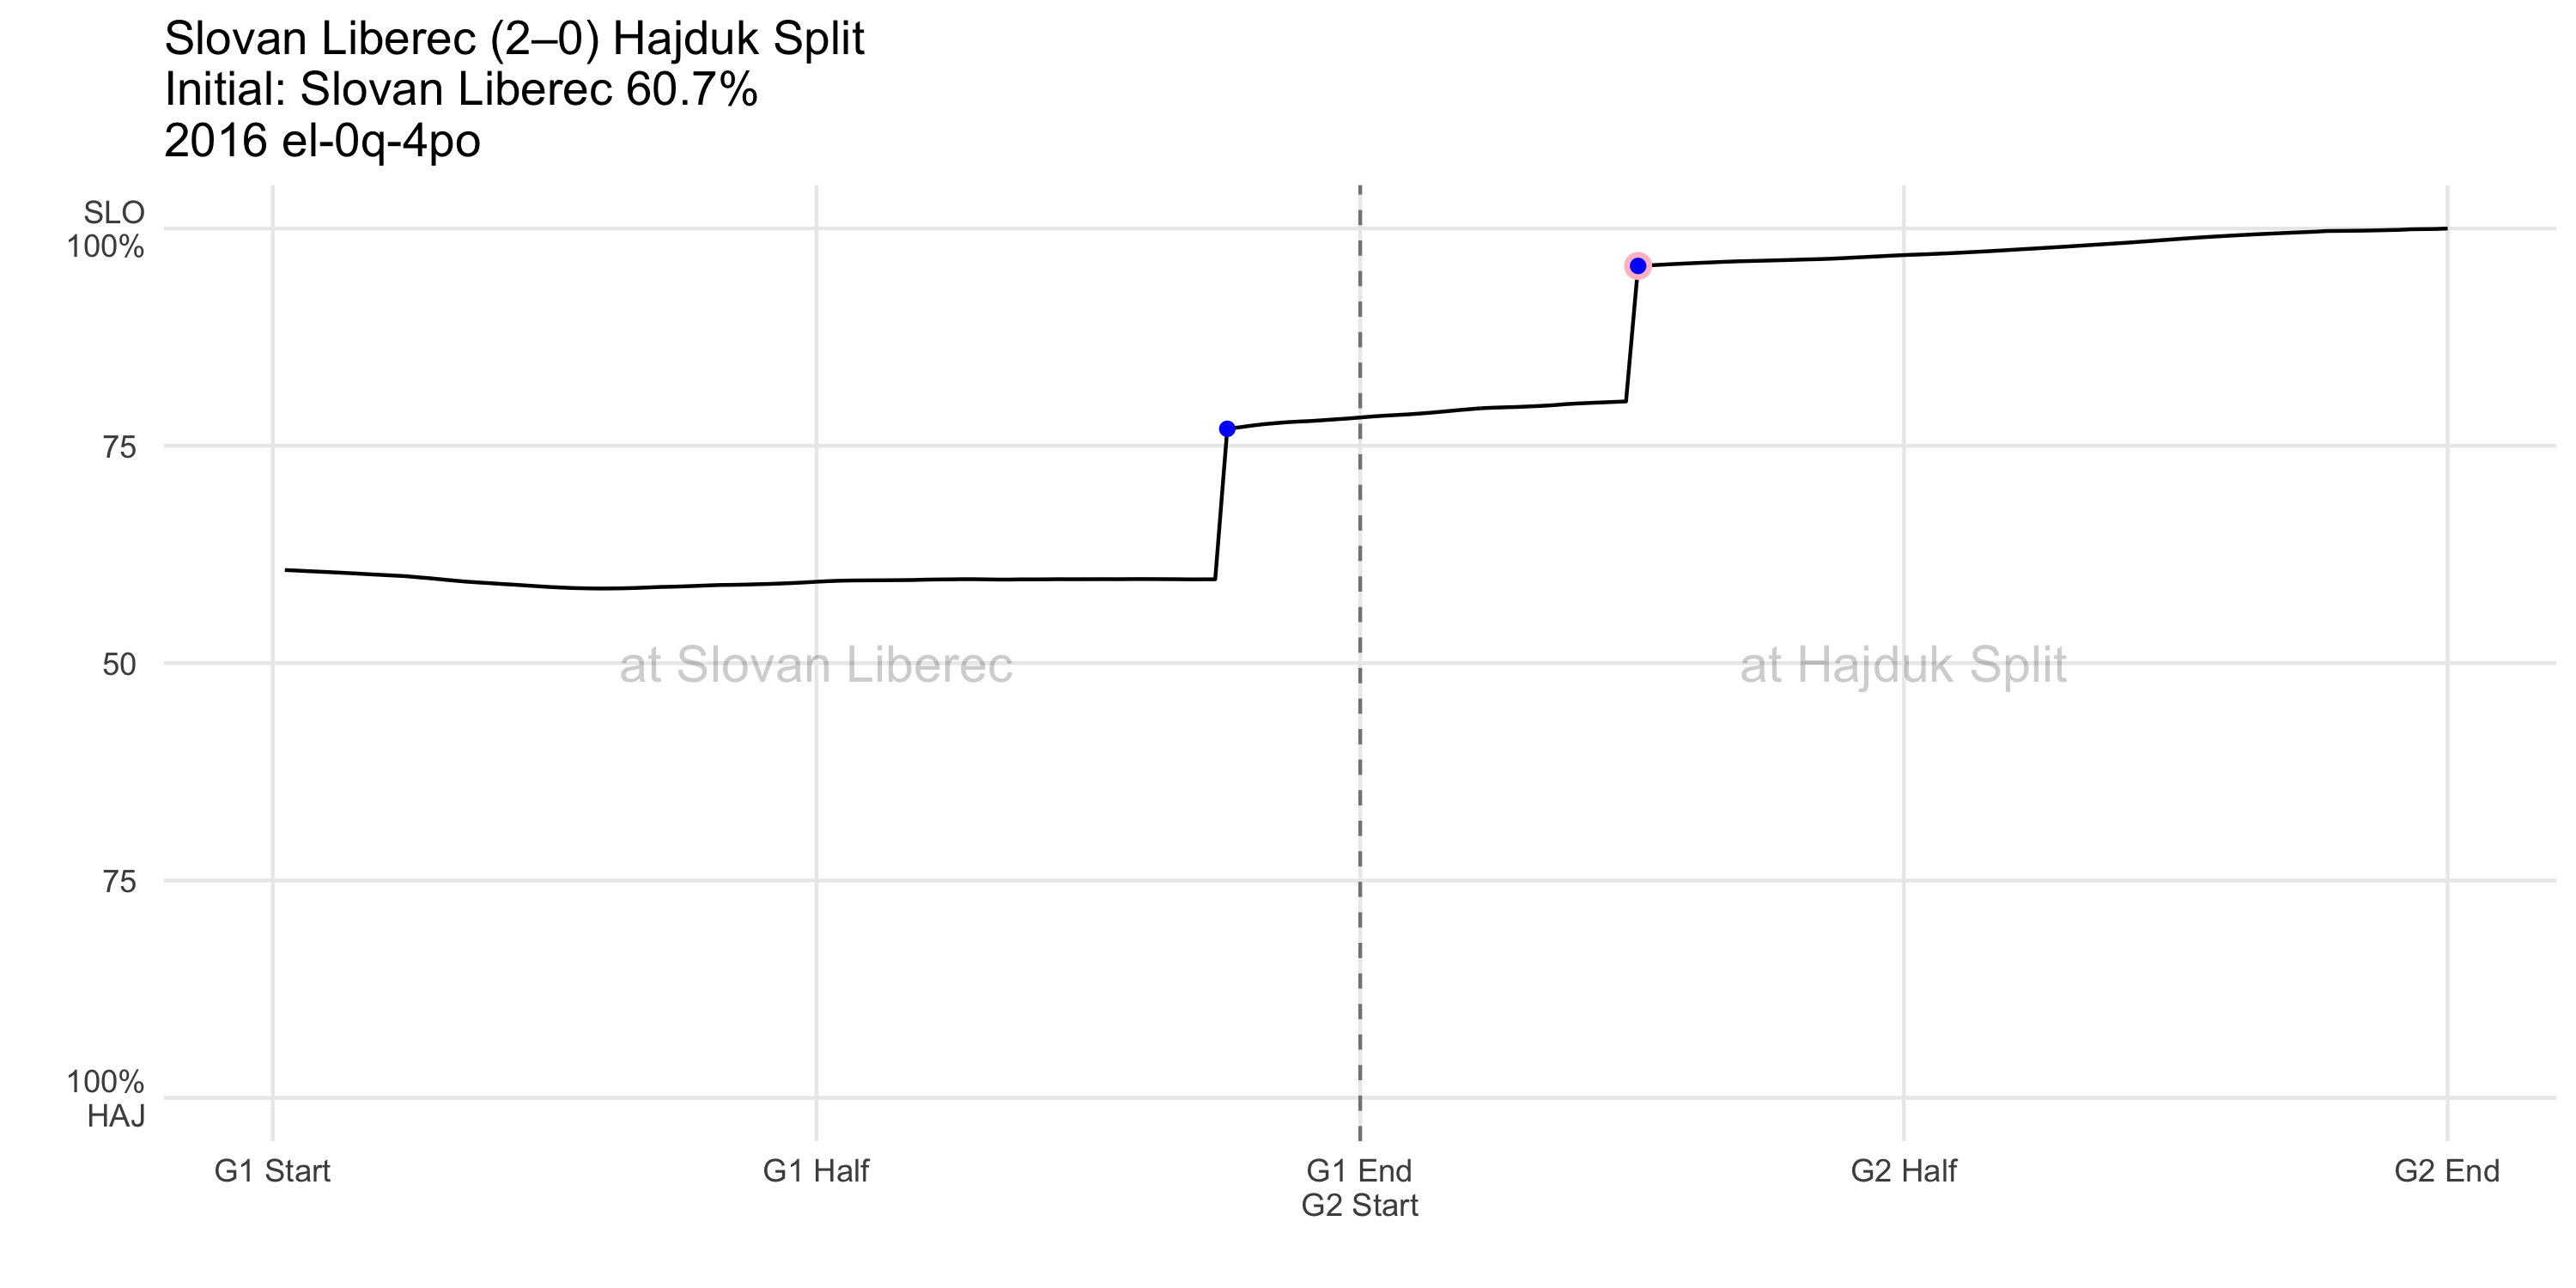 Slovan Liberec (2–0) Hajduk Split
Initial: Slovan Liberec 60.7%
2016 el-0q-4po
SLO
100%
75
50
75
100%
HAJ
at Slovan Liberec
at Hajduk Split
G1 Start
G1 Half
G1 End
G2 Start
G2 Half
G2 End